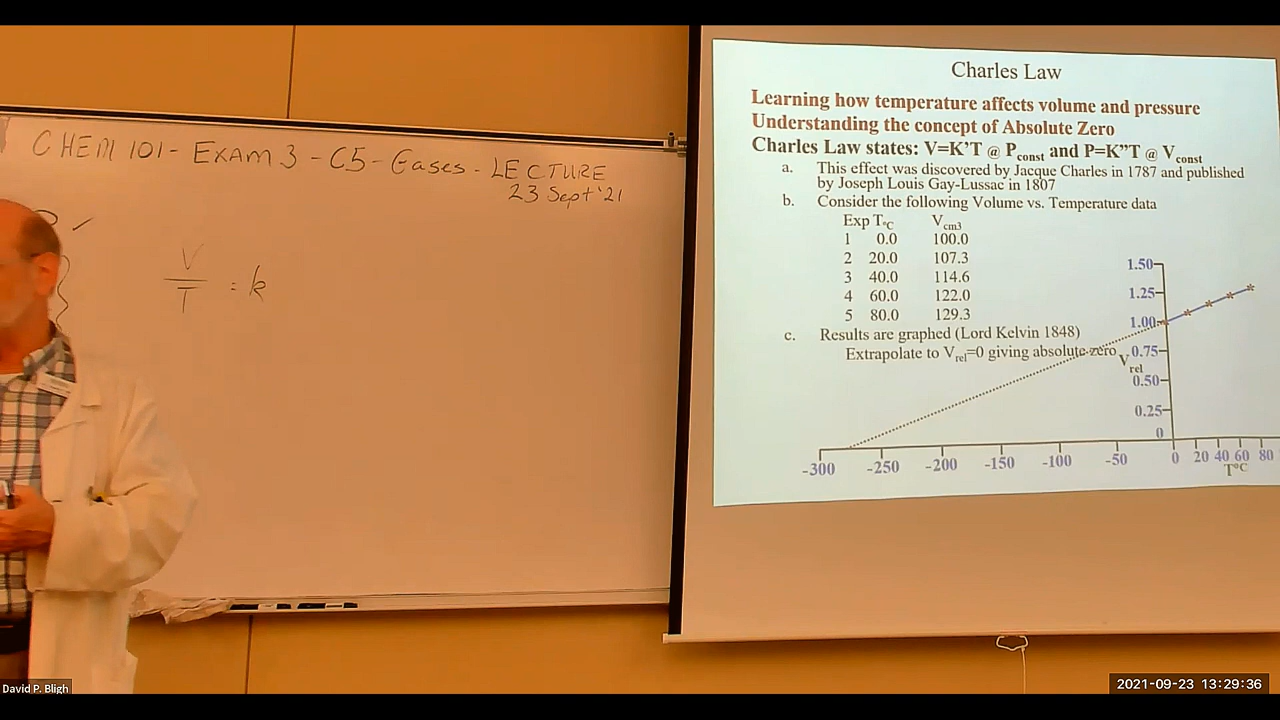 CHEM 101 - EXAM 3 - C5 - Gases - LECTURE
23 Sept '21
V
T
= k
Charles Law
Learning how temperature affects volume and pressure
Understanding the concept of Absolute Zero
Charles Law states: V=K'T @ Pconst and P=K”T @ Vconst
a. This effect was discovered by Jacque Charles in 1787 and published
by Joseph Louis Gay-Lussac in 1807
b. Consider the following Volume vs. Temperature data
Exp T°C Vcm3
1 0.0 100.0
2 20.0 107.3
3 40.0 114.6
4 60.0 122.0
5 80.0 129.3
c. Results are graphed (Lord Kelvin 1848)
Extrapolate to Vrel=0 giving absolute zero
1.50
1.25
1.00
0.75
Vrel
0.50
0.25
0
-300 -250 -200 -150 -100 -50 0 20 40 60 80
T°C
David P. Bligh
2021-09-23 13:29:36